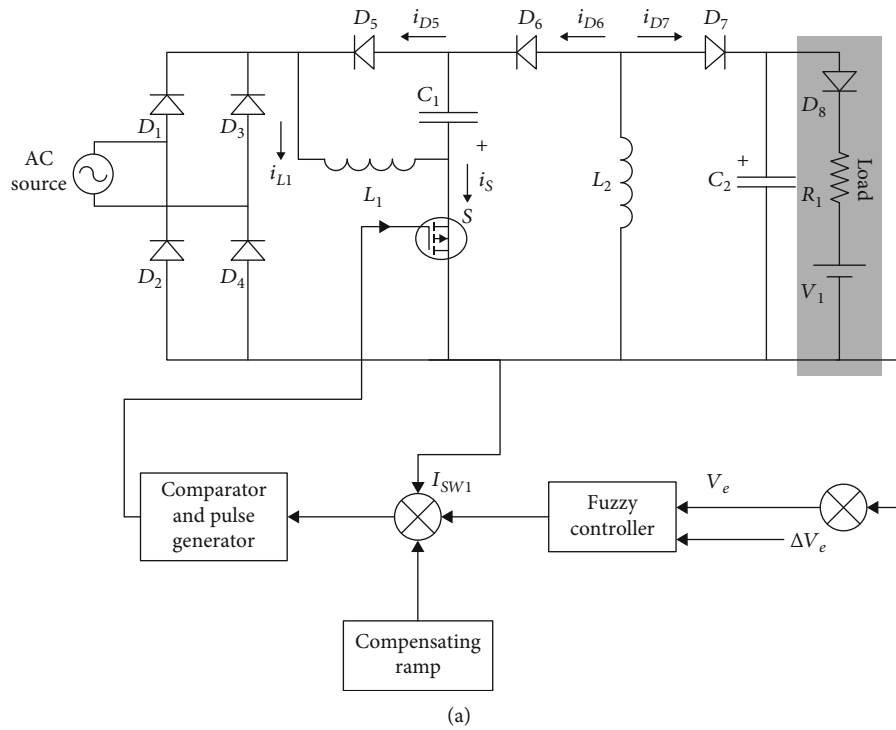 D5
iD5
D6
iD6
iD7
D7
D1
D3
C1
+
D8
AC
source
iL1
iS
L2
+
C2
R1
Load
L1
S
D2
D4
V1
ISW1
Comparator
and pulse
generator
Fuzzy
controller
Ve
ΔVe
Compensating
ramp
(a)